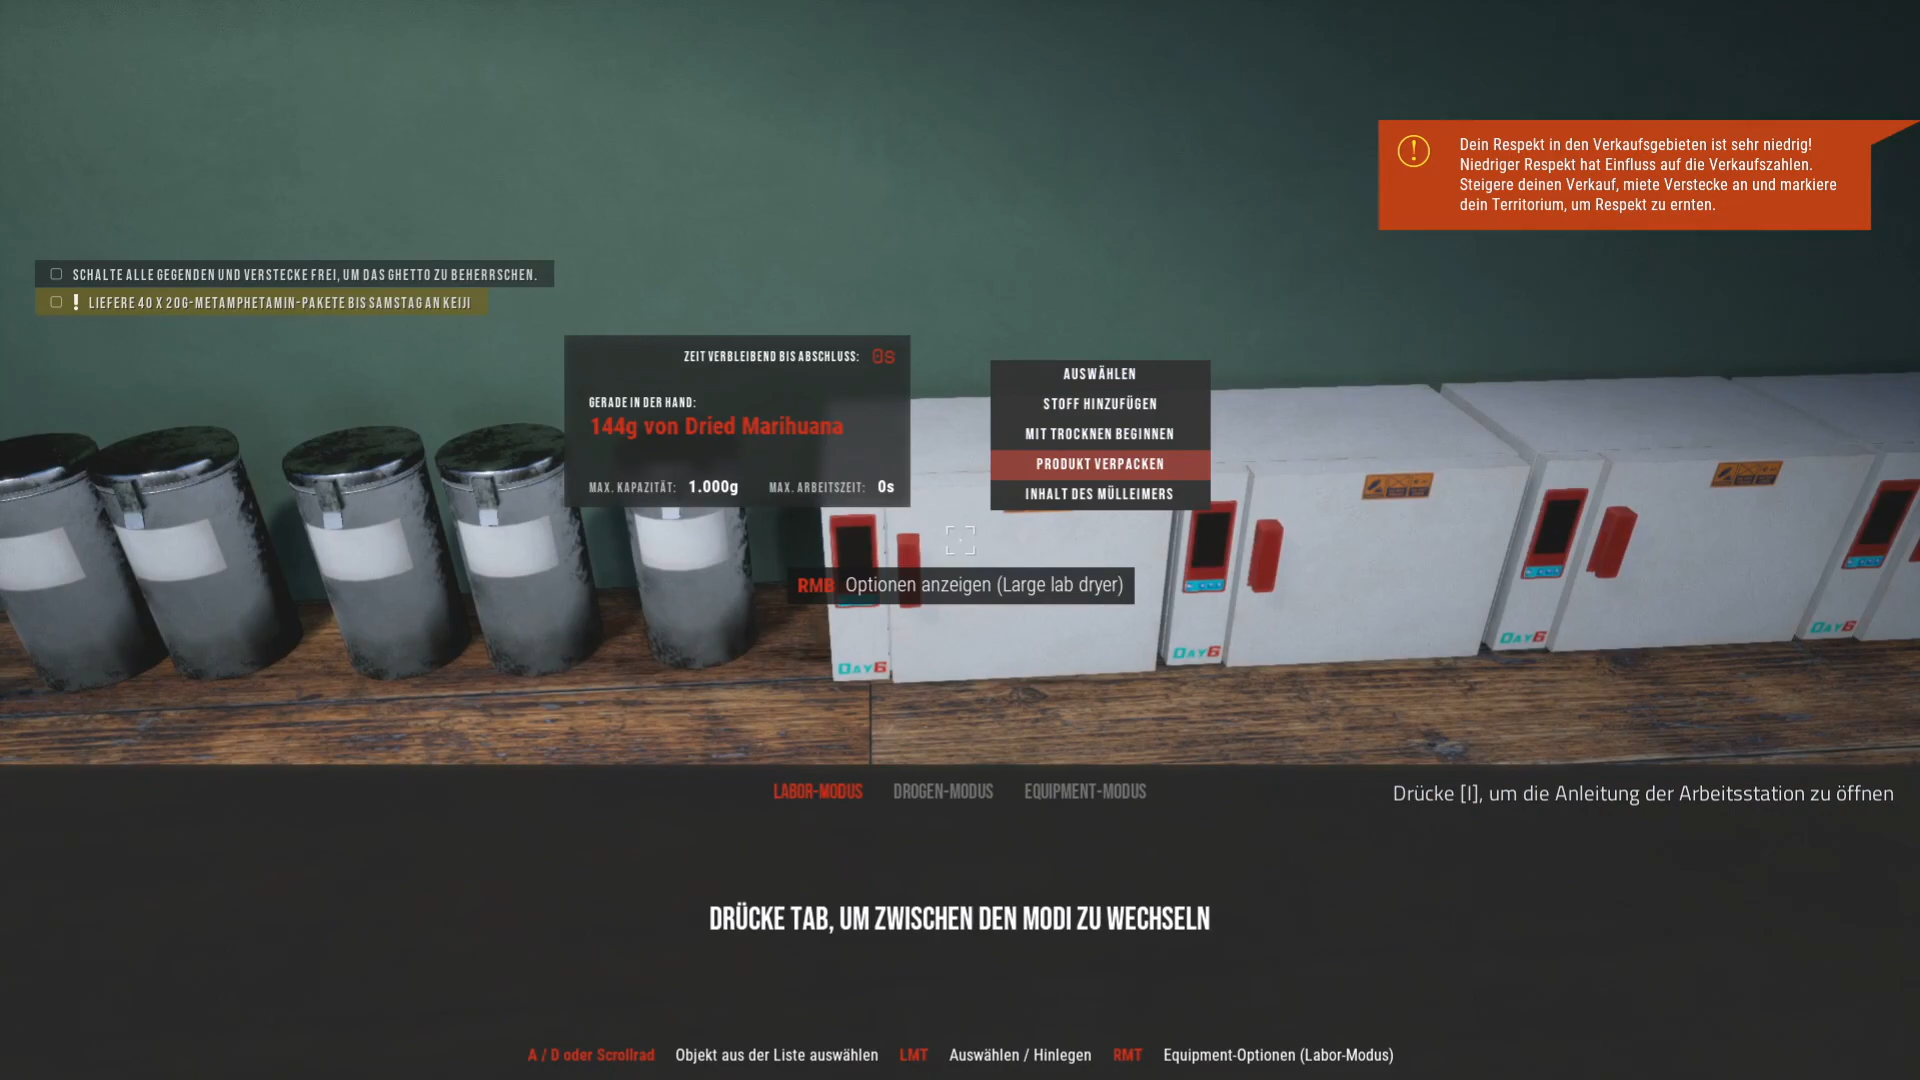 Dein Respekt in den Verkaufsgebieten ist sehr niedrig!
Niedriger Respekt hat Einfluss auf die Verkaufszahlen.
Steigere deinen Verkauf, miete Verstecke an und markiere
dein Territorium, um Respekt zu ernten.
SCHALTE ALLE GEGENDEN UND VERSTECKE FREI, UM DAS GHETTO ZU BEHERRSCHEN.
! LIEFERE 40 X 20G-METAMPHETAMIN-PAKETE BIS SAMSTAG AN KEIJI
ZEIT VERBLEIBEND BIS ABSCHLUSS: 0s
GERADE IN DER HAND:
144g von Dried Marihuana
MAX. KAPAZITÄT: 1.000g MAX. ARBEITSZEIT: 0s
AUSWÄHLEN
STOFF HINZUFÜGEN
MIT TROCKNEN BEGINNEN
PRODUKT VERPACKEN
INHALT DES MÜLLEIMERS
RMB Optionen anzeigen (Large lab dryer)
DAY6
DAY6
DAY6
DAY6
LABOR-MODUS DROGEN-MODUS EQUIPMENT-MODUS
Drücke [I], um die Anleitung der Arbeitsstation zu öffnen
DRÜCKE TAB, UM ZWISCHEN DEN MODI ZU WECHSELN
A / D oder Scrollrad Objekt aus der Liste auswählen LMT Auswählen / Hinlegen RMT Equipment-Optionen (Labor-Modus)